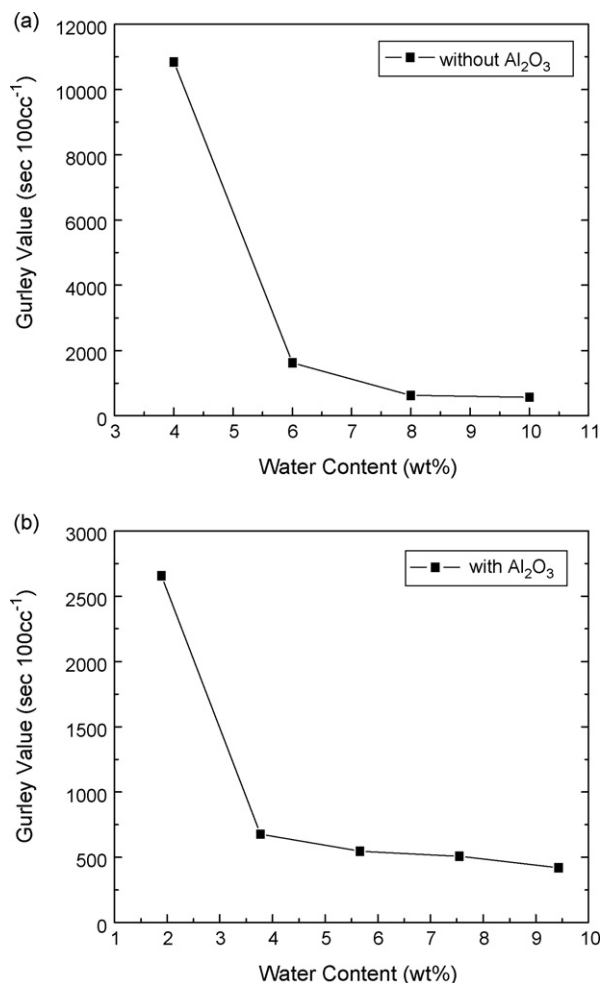 (a)
12000
10000
8000
6000
4000
2000
0
Gurley Value (sec 100cc⁻¹)
without Al₂O₃
3 4 5 6 7 8 9 10 11
Water Content (wt%)
(b)
3000
2500
2000
1500
1000
500
0
Gurley Value (sec 100cc⁻¹)
with Al₂O₃
1 2 3 4 5 6 7 8 9 10
Water Content (wt%)